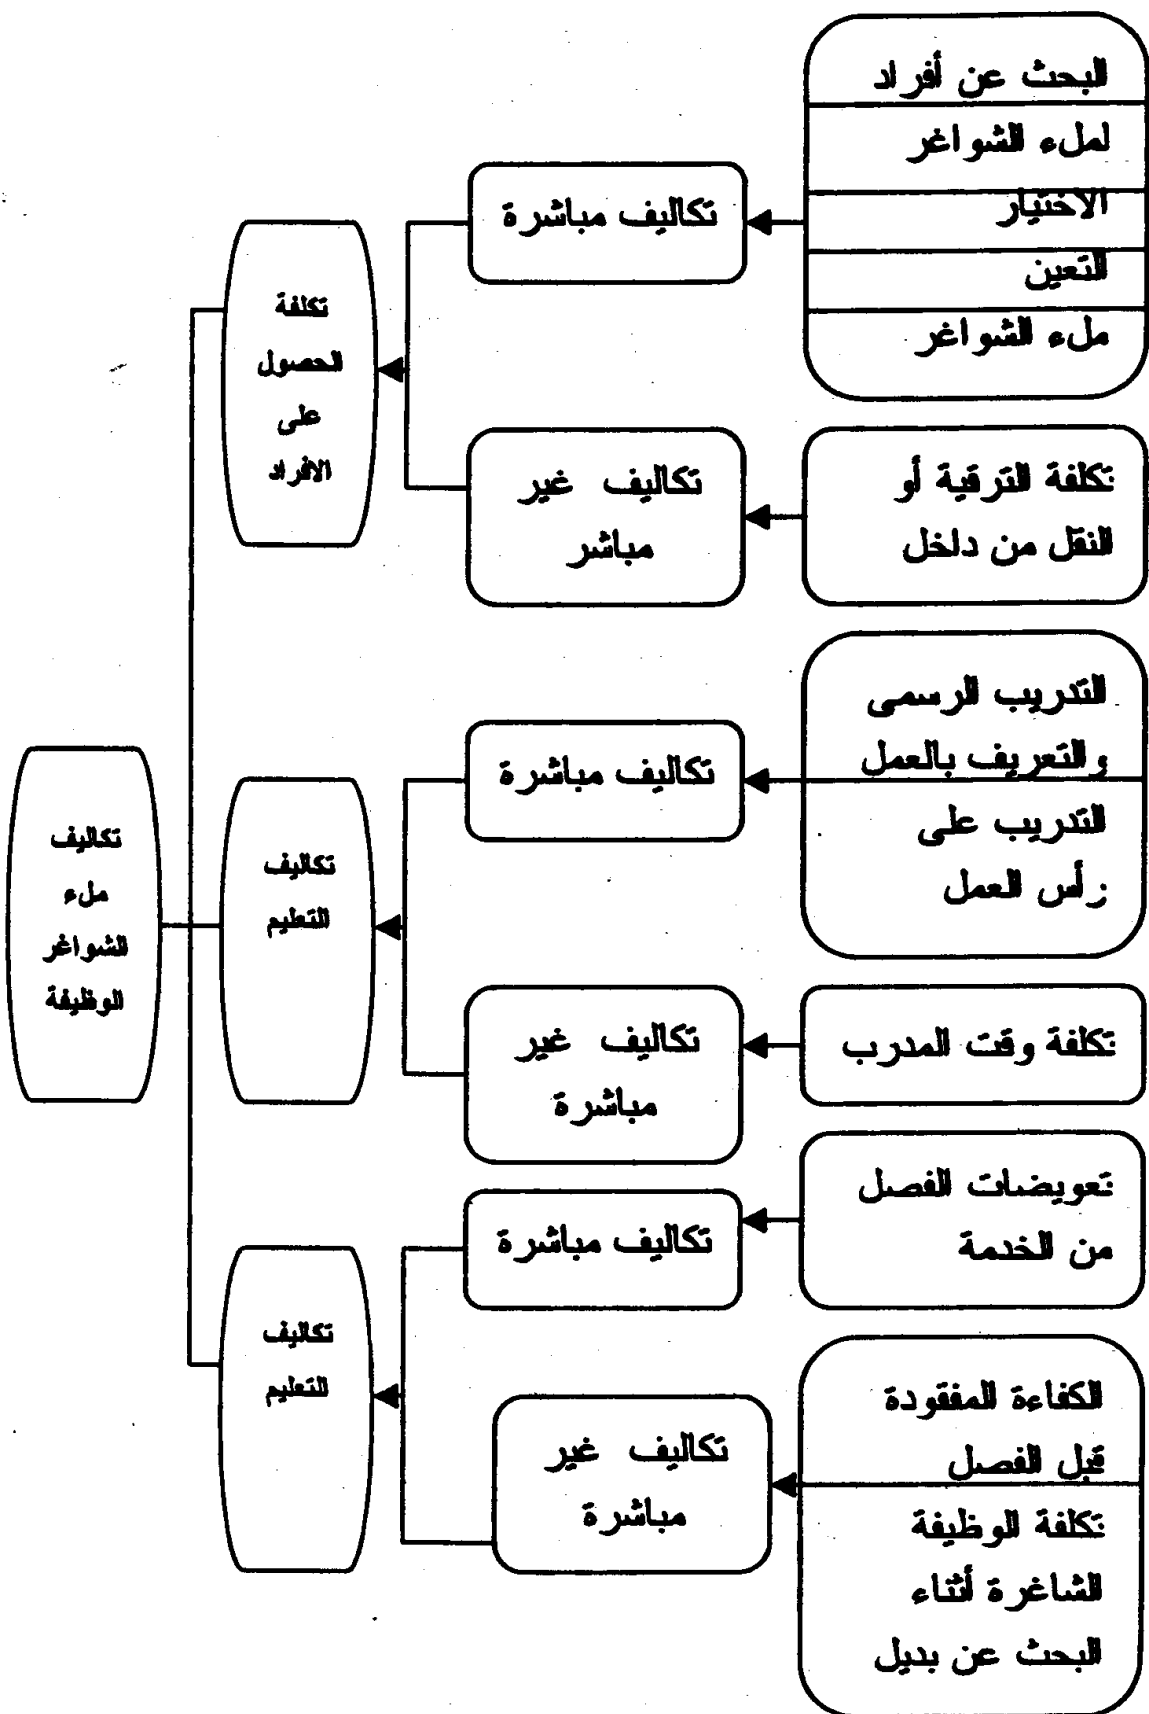 البحث عن أفراد
لملء الشواغر
الاختيار
التعين
ملء الشواغر
تكاليف مباشرة
تكلفة
الحصول
على
الافراد
تكلفة الترقية أو
النقل من داخل
تكاليف غير
مباشر
التدريب الرسمى
والتعريف بالعمل
التدريب على
رأس العمل
تكاليف مباشرة
تكاليف
التعليم
تكاليف
ملء
الشواغر
الوظيفة
تكلفة وقت المدرب
تكاليف غير
مباشرة
تعويضات الفصل
من الخدمة
تكاليف مباشرة
تكاليف
التعليم
الكفاءة المفقودة
قبل الفصل
تكلفة الوظيفة
الشاغرة أثناء
البحث عن بديل
تكاليف غير
مباشرة